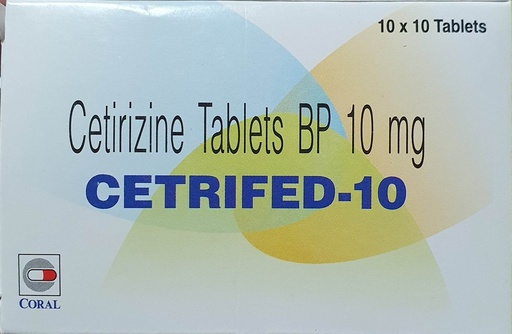 10 x 10 Tablets
Cetirizine Tablets BP 10 mg
CETRIFED-10
CORAL